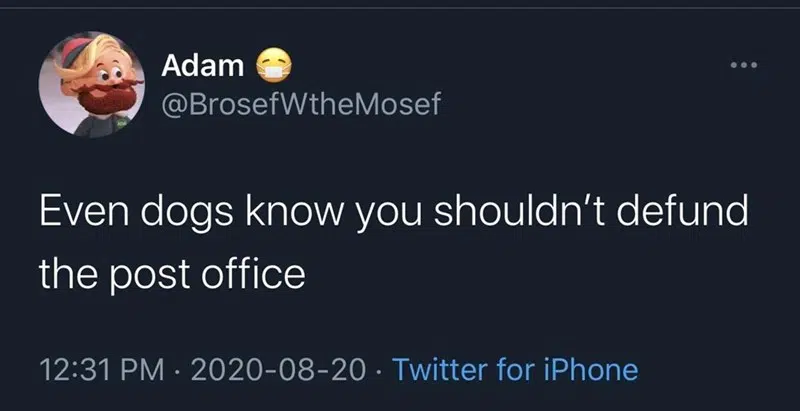 Adam 😷
@BrosefWtheMosef
Even dogs know you shouldn't defund
the post office
12:31 PM · 2020-08-20 · Twitter for iPhone